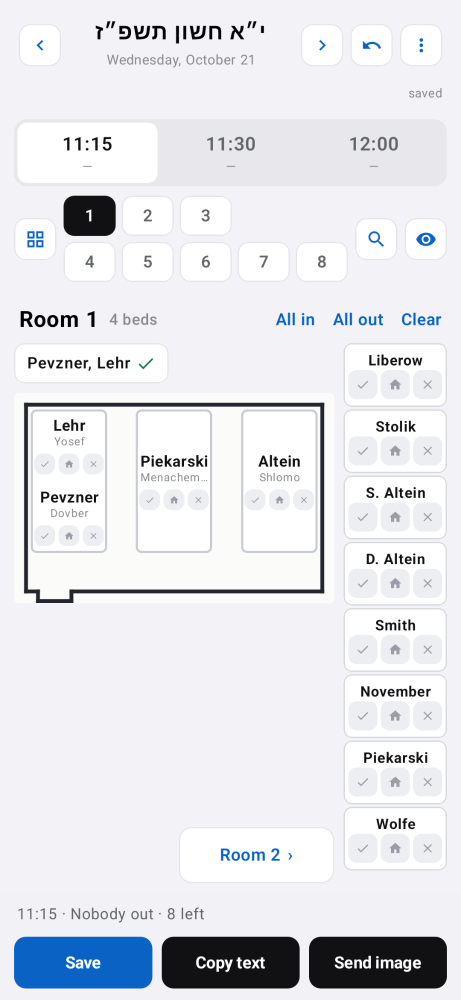 י״א חשון תשפ״ז
Wednesday, October 21
saved
11:15
—
11:30
—
12:00
—
1
2
3
4
5
6
7
8
Room 1
4 beds
All in
All out
Clear
Pevzner, Lehr
Lehr
Yosef
Pevzner
Dovber
Piekarski
Menachem...
Altein
Shlomo
Liberow
Stolik
S. Altein
D. Altein
Smith
November
Piekarski
Wolfe
Room 2 ›
11:15 · Nobody out · 8 left
Save
Copy text
Send image